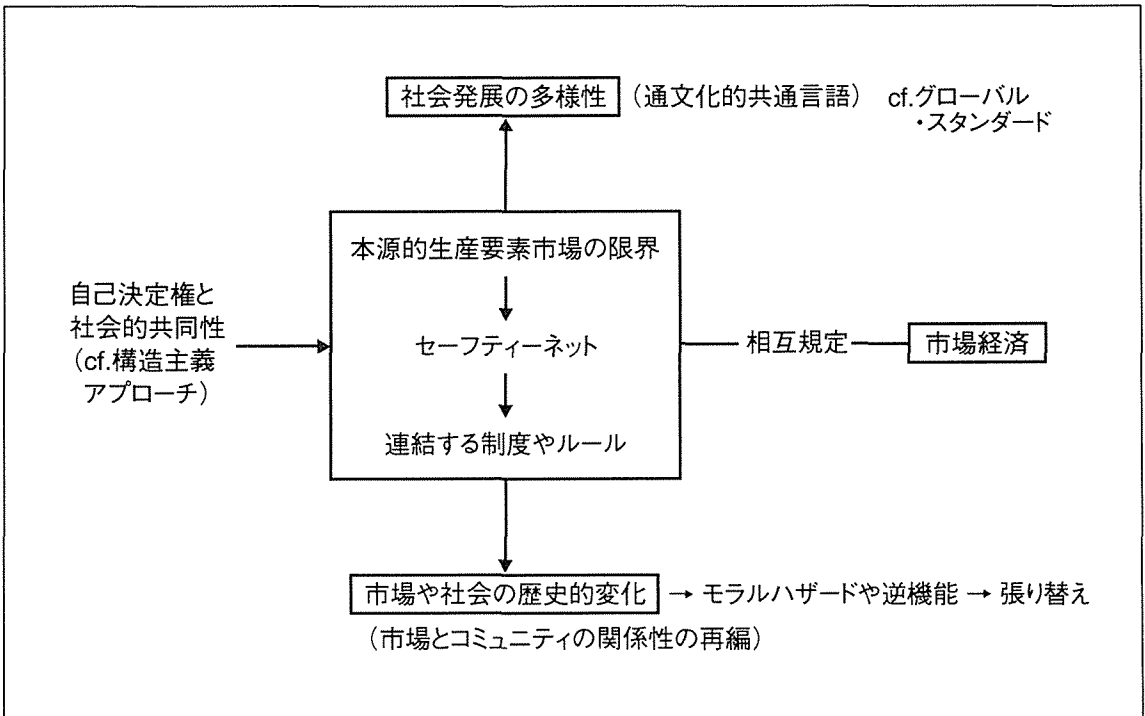 社会発展の多様性 （通文化的共通言語） cf.グローバル
・スタンダード
本源的生産要素市場の限界
↓
自己決定権と
社会的共同性
（cf.構造主義
アプローチ）
→
セーフティーネット
相互規定
市場経済
↓
連結する制度やルール
市場や社会の歴史的変化 → モラルハザードや逆機能 → 張り替え
（市場とコミュニティの関係性の再編）